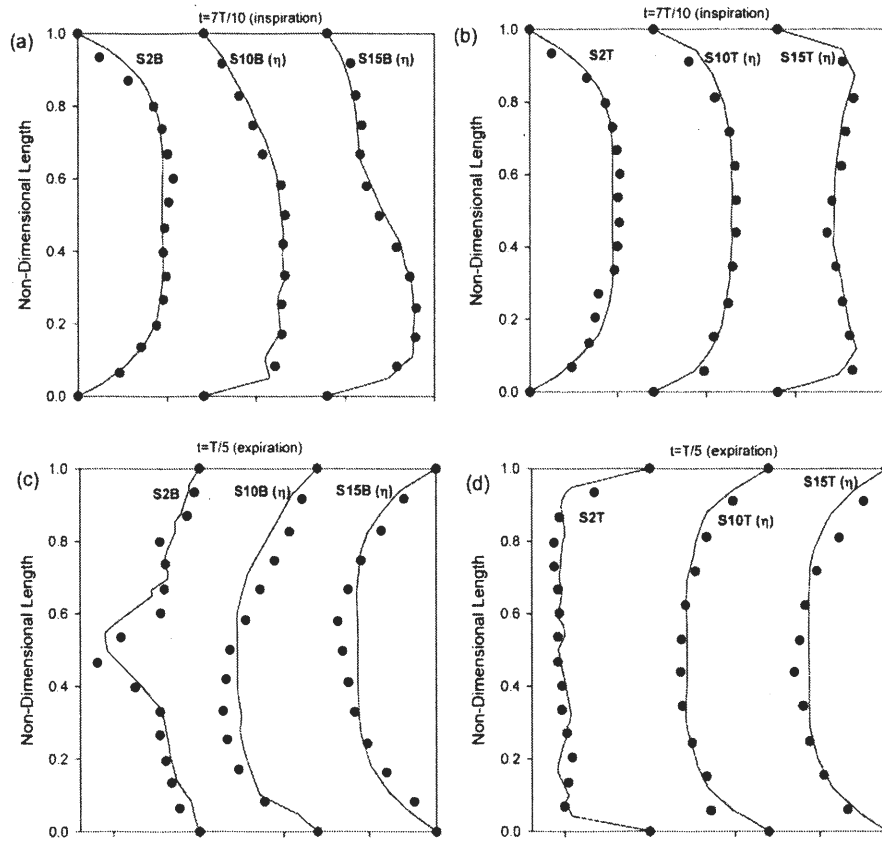 (a)
t=7T/10 (inspiration)
S2B
S10B (η)
S15B (η)
Non-Dimensional Length
1.0
0.8
0.6
0.4
0.2
0.0
(b)
t=7T/10 (inspiration)
S2T
S10T (η)
S15T (η)
Non-Dimensional Length
1.0
0.8
0.6
0.4
0.2
0.0
(c)
t=T/5 (expiration)
S2B
S10B (η)
S15B (η)
Non-Dimensional Length
1.0
0.8
0.6
0.4
0.2
0.0
(d)
t=T/5 (expiration)
S2T
S10T (η)
S15T (η)
Non-Dimensional Length
1.0
0.8
0.6
0.4
0.2
0.0